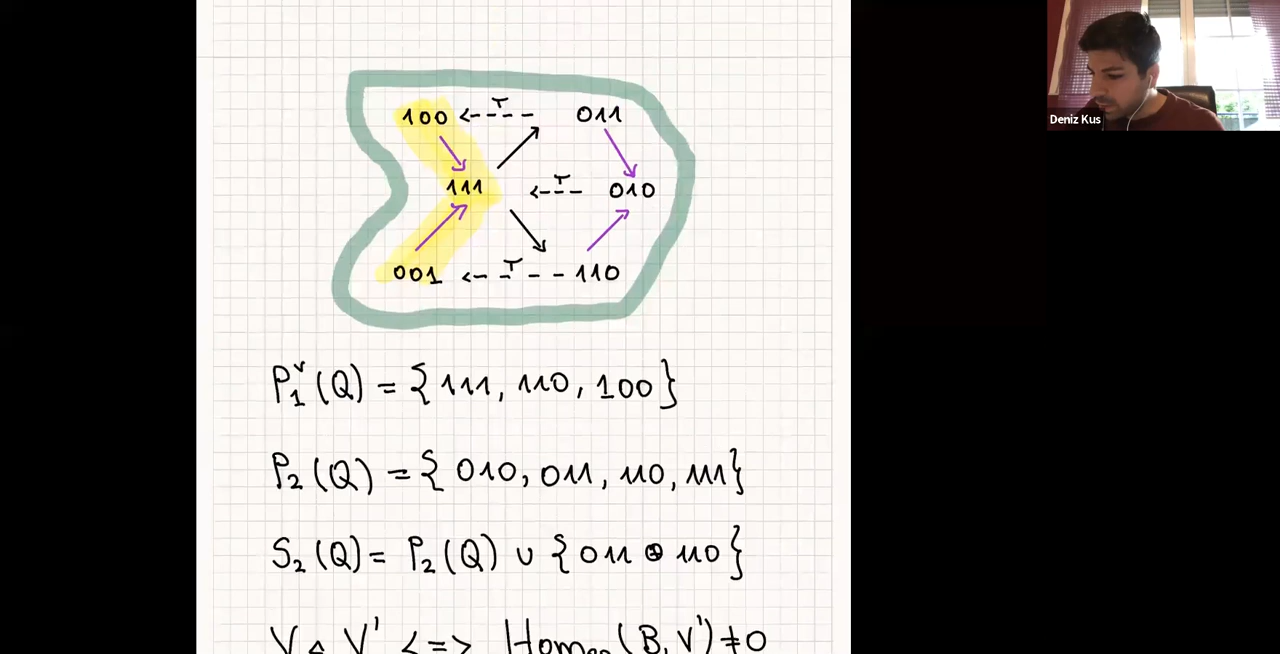 100 <---- τ 011
111 <--- τ 010
001 <---- τ 110
P₁ᵛ(Q) = {111, 110, 100}
P₂(Q) = {010, 011, 110, 111}
S₂(Q) = P₂(Q) ∪ {011 ⊕ 110}
Deniz Kus